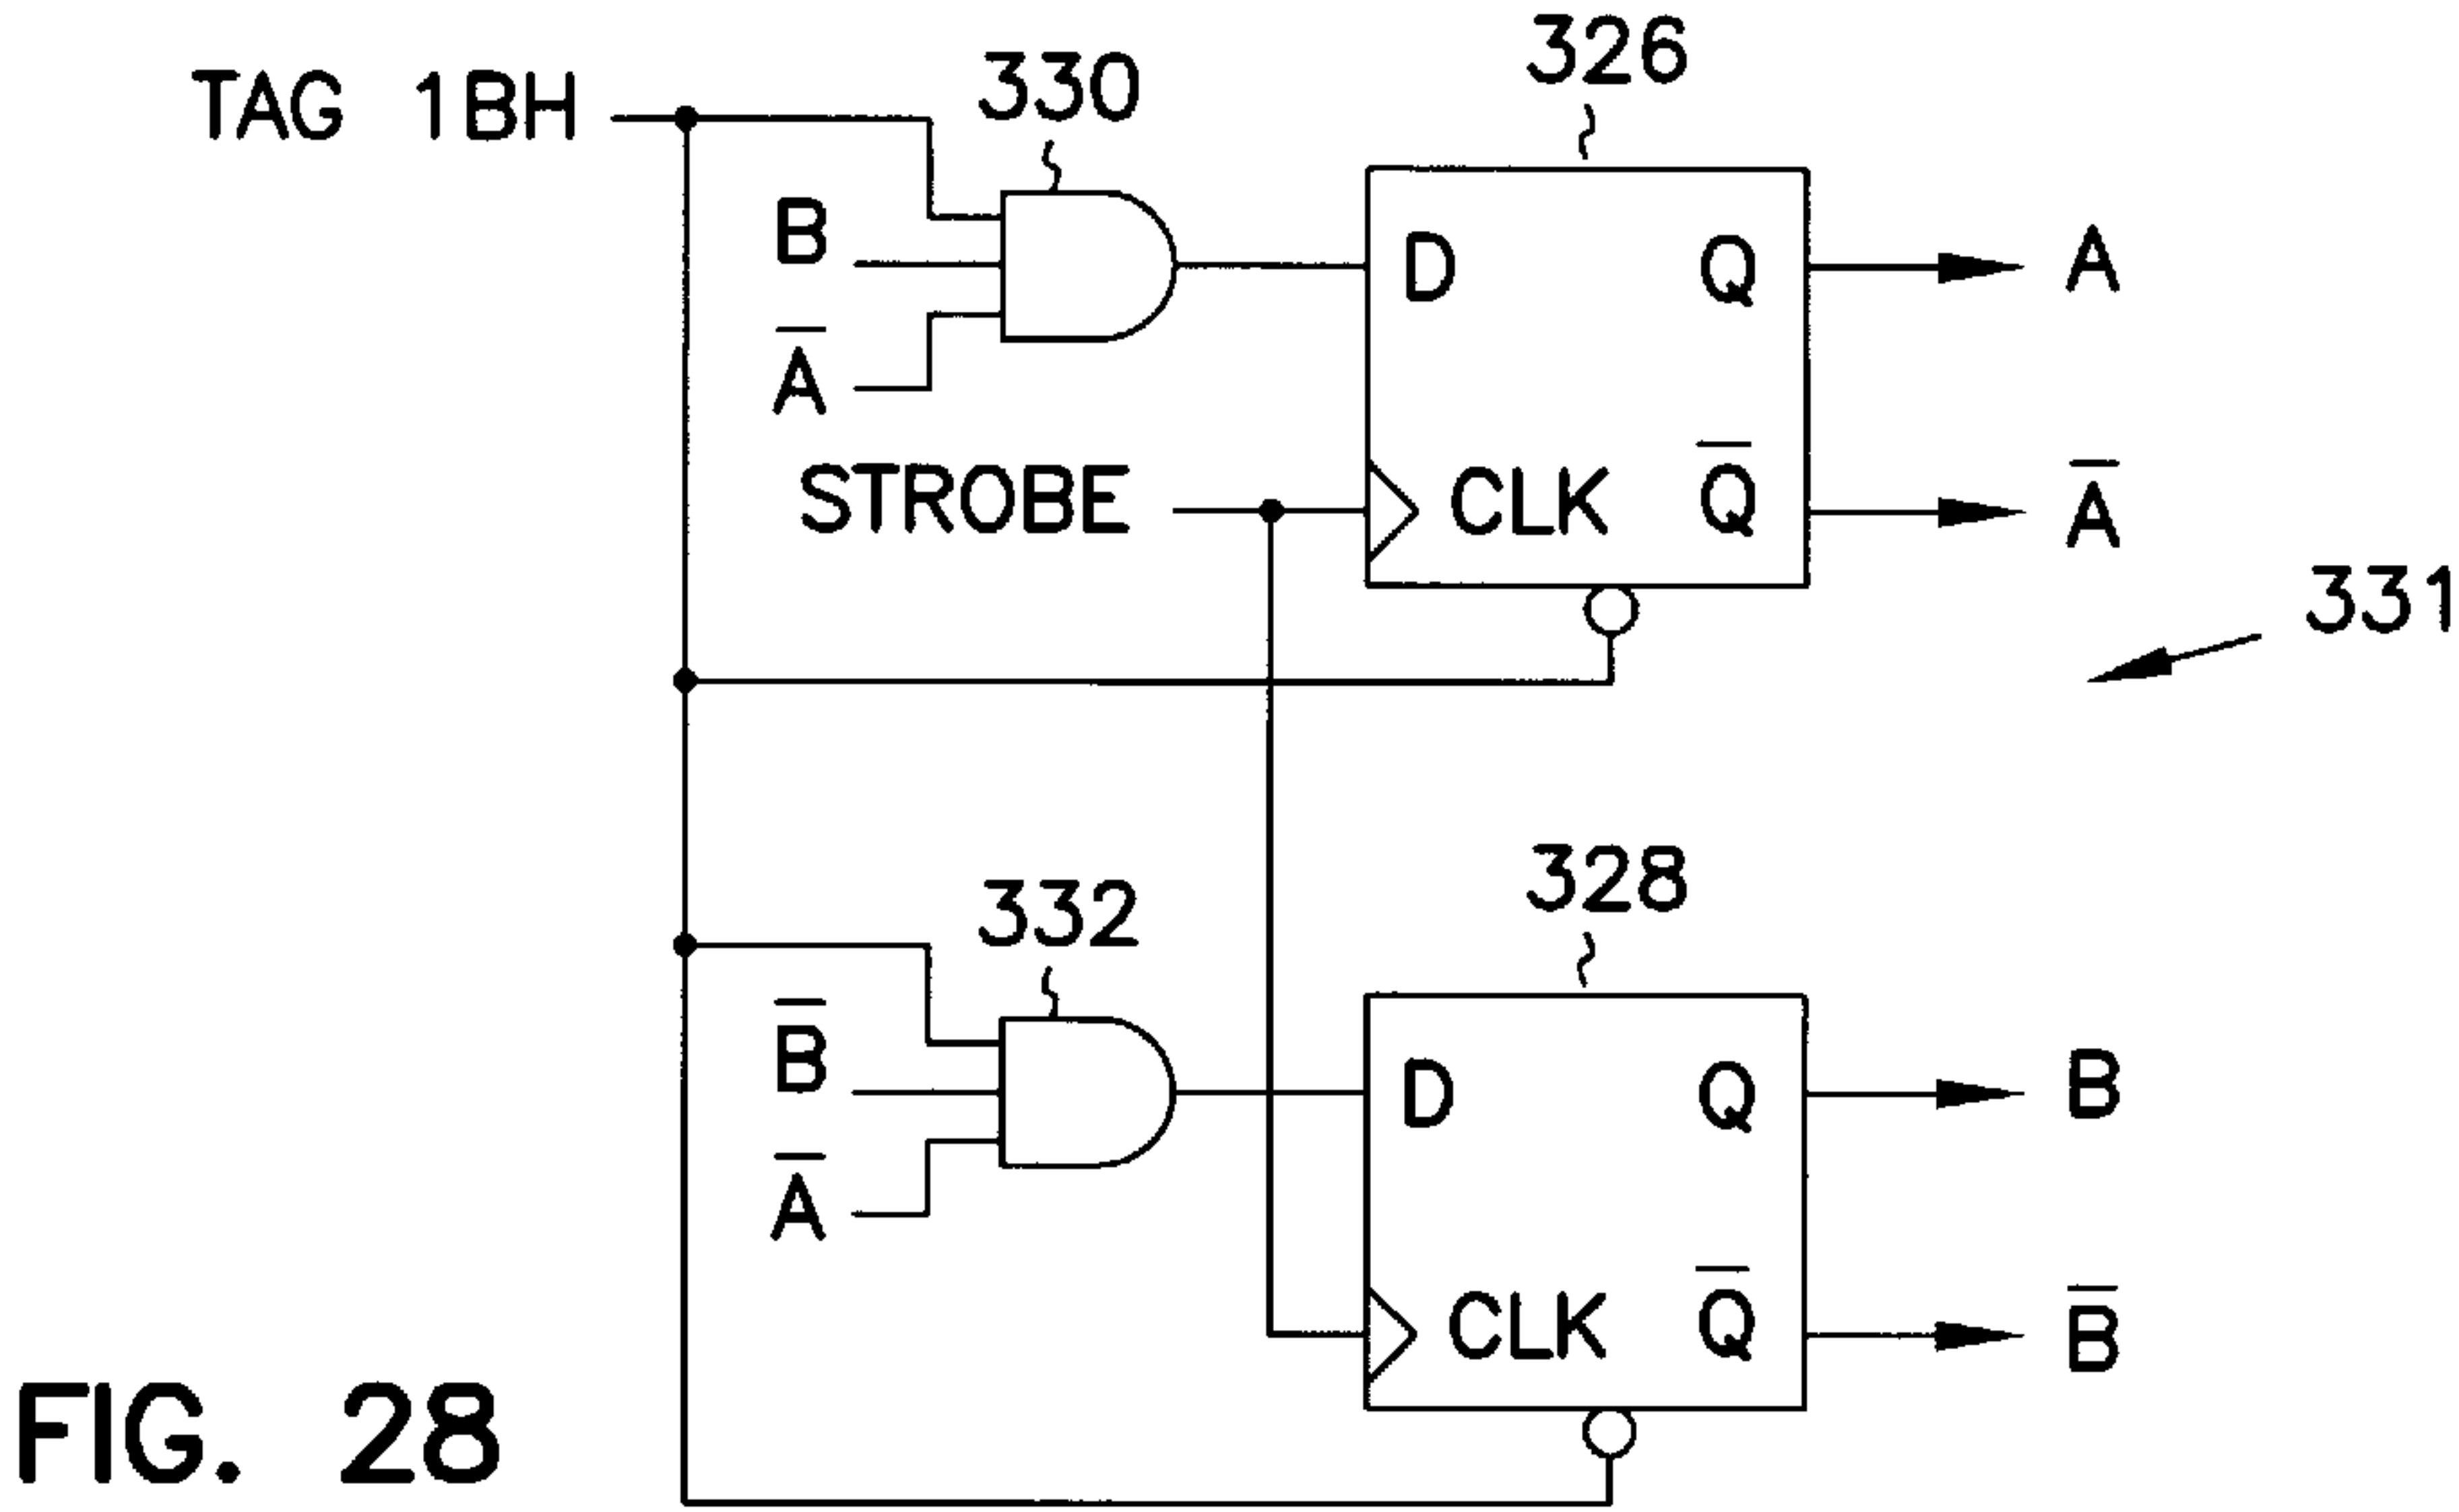 326
330
TAG 1BH
B
D
Q
A
A̅
STROBE
CLK
Q̅
A̅
331
328
332
B̅
D
Q
B
A̅
CLK
Q̅
B̅
FIG. 28